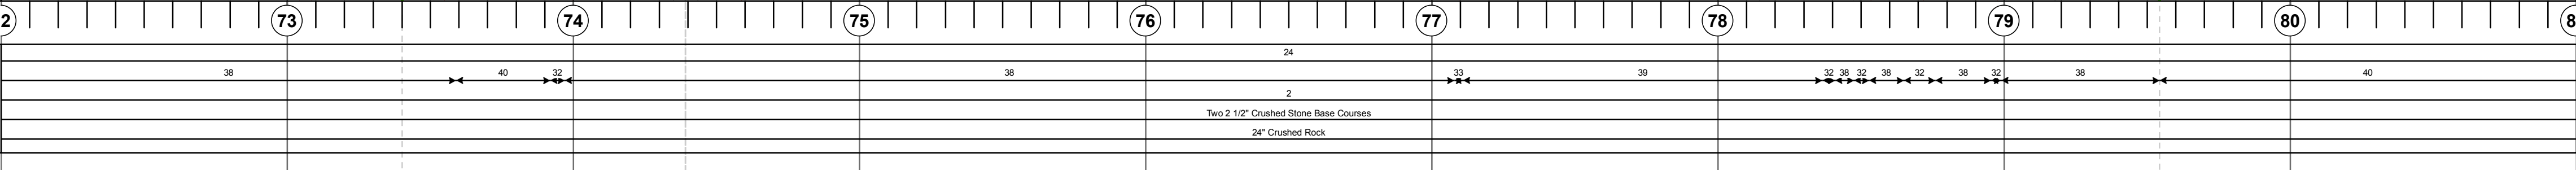 2 73 74 75 76 77 78 79 80 8
24
38 40 32 38 33 39 32 38 32 38 32 38 32 38 40
2
Two 2 1/2" Crushed Stone Base Courses
24" Crushed Rock